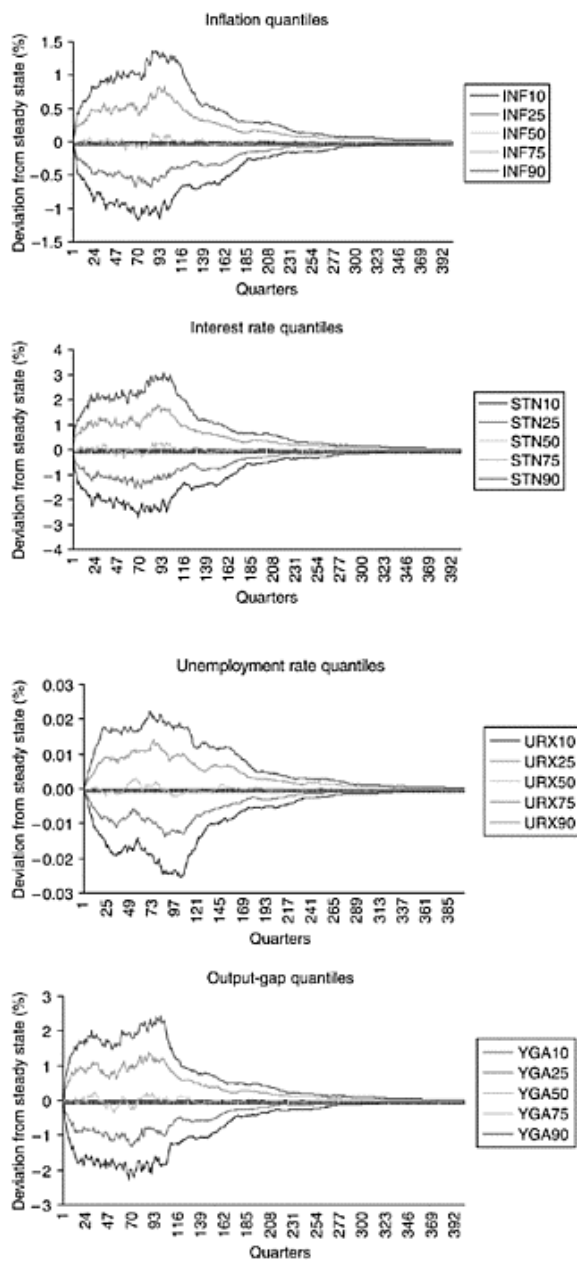 Inflation quantiles
Deviation from steady state (%)
1.5
1
0.5
0
−0.5
−1
−1.5
1 24 47 70 93 116 139 162 185 208 231 254 277 300 323 346 369 392
Quarters
INF10
INF25
INF50
INF75
INF90
Interest rate quantiles
Deviation from steady state (%)
4
3
2
1
0
−1
−2
−3
−4
1 24 47 70 93 116 139 162 185 208 231 254 277 300 323 346 369 392
Quarters
STN10
STN25
STN50
STN75
STN90
Unemployment rate quantiles
Deviation from steady state (%)
0.03
0.02
0.01
0.00
−0.01
−0.02
−0.03
1 25 49 73 97 121 145 169 193 217 241 265 289 313 337 361 385
Quarters
URX10
URX25
URX50
URX75
URX90
Output-gap quantiles
Deviation from steady state (%)
3
2
1
0
−1
−2
−3
1 24 47 70 93 116 139 162 185 208 231 254 277 300 323 346 369 392
Quarters
YGA10
YGA25
YGA50
YGA75
YGA90